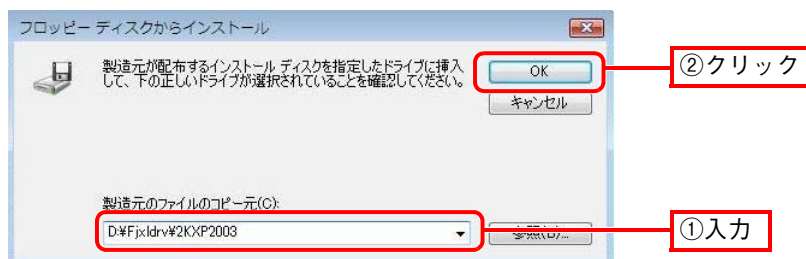 フロッピー ディスクからインストール
製造元が配布するインストール ディスクを指定したドライブに挿入
して、下の正しいドライブが選択されていることを確認してください。
OK
②クリック
キャンセル
製造元のファイルのコピー元(C):
D:¥Fjxldrv¥2KXP2003
参照(B)...
①入力